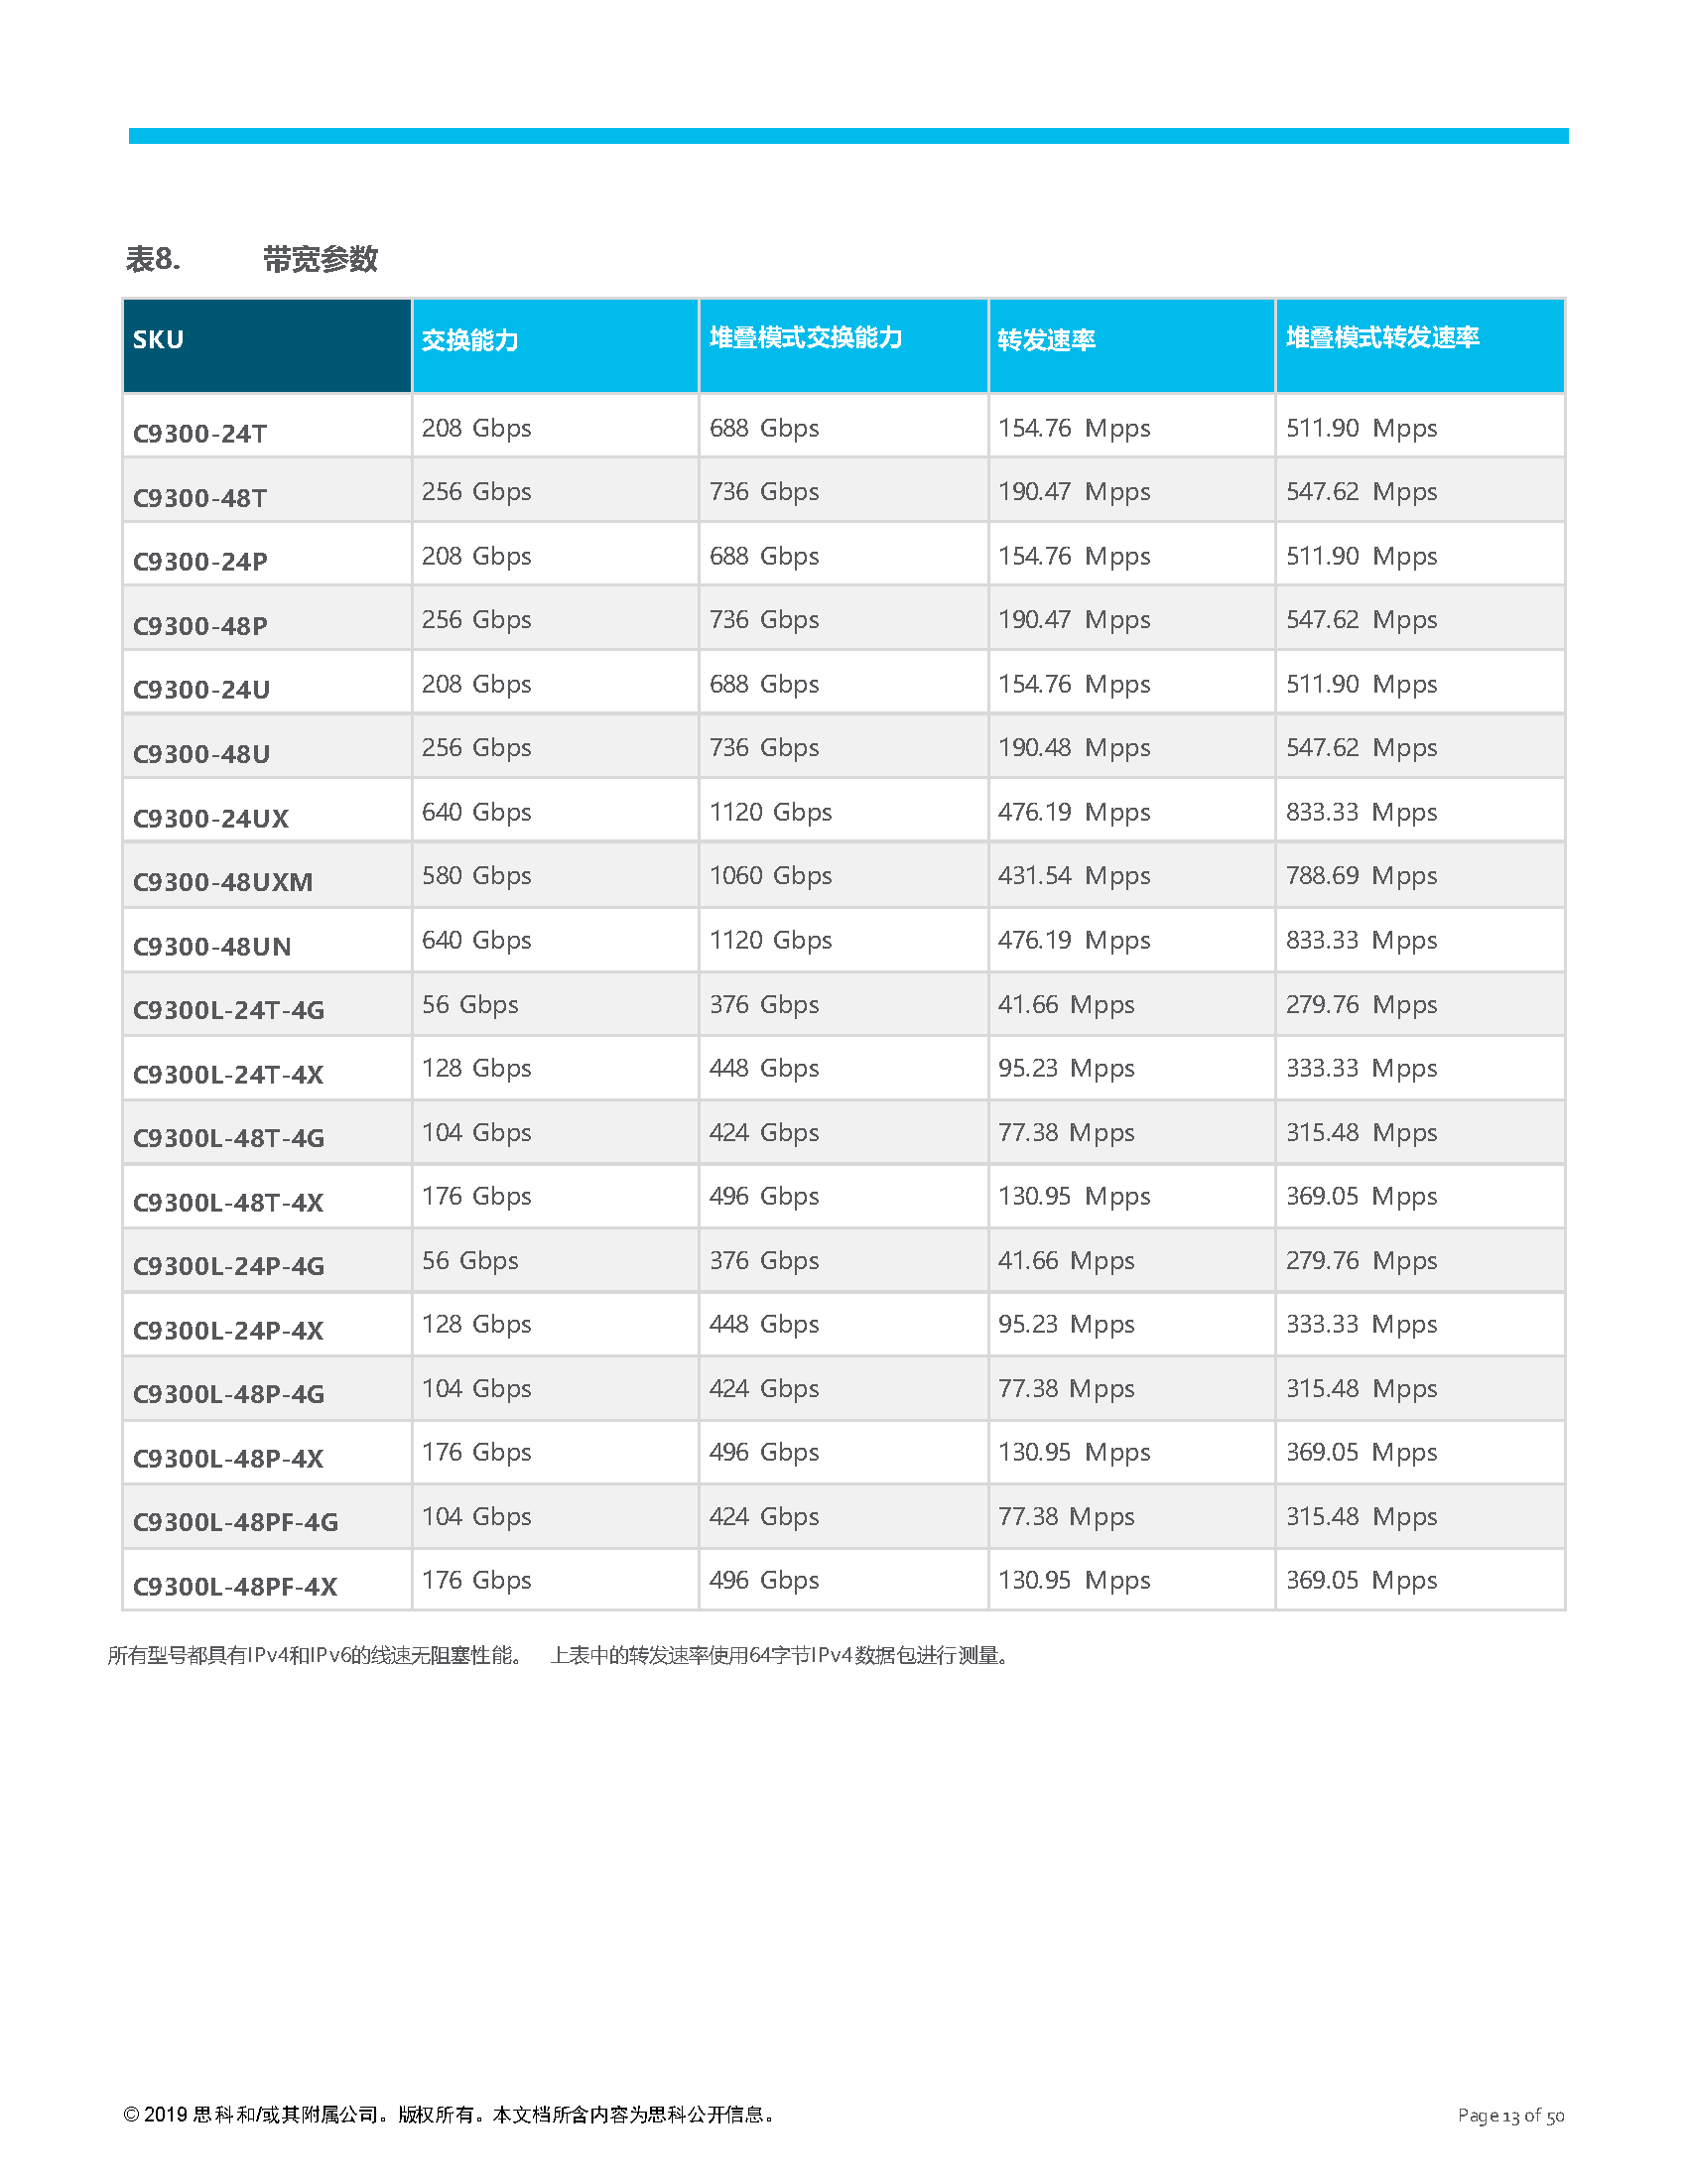 表8. 带宽参数
SKU 交换能力 堆叠模式交换能力 转发速率 堆叠模式转发速率
C9300-24T 208 Gbps 688 Gbps 154.76 Mpps 511.90 Mpps
C9300-48T 256 Gbps 736 Gbps 190.47 Mpps 547.62 Mpps
C9300-24P 208 Gbps 688 Gbps 154.76 Mpps 511.90 Mpps
C9300-48P 256 Gbps 736 Gbps 190.47 Mpps 547.62 Mpps
C9300-24U 208 Gbps 688 Gbps 154.76 Mpps 511.90 Mpps
C9300-48U 256 Gbps 736 Gbps 190.48 Mpps 547.62 Mpps
C9300-24UX 640 Gbps 1120 Gbps 476.19 Mpps 833.33 Mpps
C9300-48UXM 580 Gbps 1060 Gbps 431.54 Mpps 788.69 Mpps
C9300-48UN 640 Gbps 1120 Gbps 476.19 Mpps 833.33 Mpps
C9300L-24T-4G 56 Gbps 376 Gbps 41.66 Mpps 279.76 Mpps
C9300L-24T-4X 128 Gbps 448 Gbps 95.23 Mpps 333.33 Mpps
C9300L-48T-4G 104 Gbps 424 Gbps 77.38 Mpps 315.48 Mpps
C9300L-48T-4X 176 Gbps 496 Gbps 130.95 Mpps 369.05 Mpps
C9300L-24P-4G 56 Gbps 376 Gbps 41.66 Mpps 279.76 Mpps
C9300L-24P-4X 128 Gbps 448 Gbps 95.23 Mpps 333.33 Mpps
C9300L-48P-4G 104 Gbps 424 Gbps 77.38 Mpps 315.48 Mpps
C9300L-48P-4X 176 Gbps 496 Gbps 130.95 Mpps 369.05 Mpps
C9300L-48PF-4G 104 Gbps 424 Gbps 77.38 Mpps 315.48 Mpps
C9300L-48PF-4X 176 Gbps 496 Gbps 130.95 Mpps 369.05 Mpps
所有型号都具有IPv4和IPv6的线速无阻塞性能。 上表中的转发速率使用64字节IPv4数据包进行测量。
© 2019 思科和/或其附属公司。版权所有。本文档所含内容为思科公开信息。 Page 13 of 50